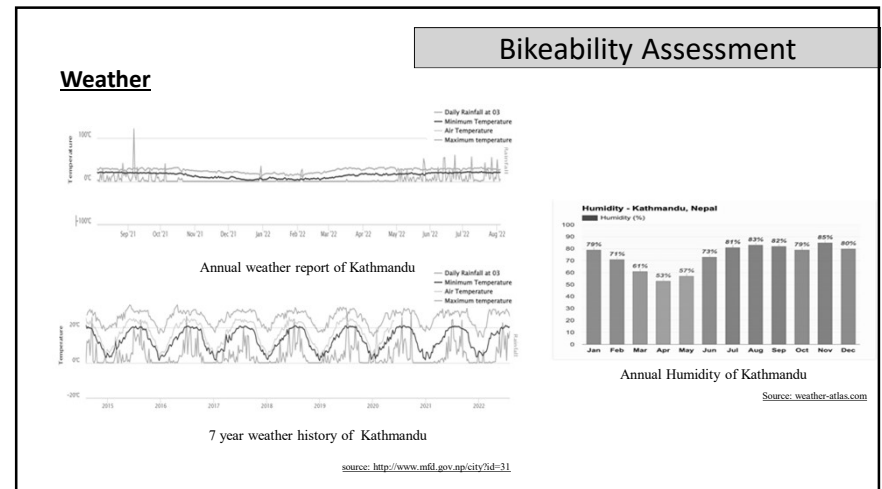 Bikeability Assessment
Weather
Daily Rainfall at 03
Minimum Temperature
Air Temperature
Maximum temperature
Temperature
Rainfall
100°C
0°C
-100°C
Sep '21 Oct '21 Nov '21 Dec '21 Jan '22 Feb '22 Mar '22 Apr '22 May '22 Jun '22 Jul '22 Aug '22
Annual weather report of Kathmandu
Daily Rainfall at 03
Minimum Temperature
Air Temperature
Maximum temperature
Temperature
Rainfall
20°C
0°C
-20°C
2015 2016 2017 2018 2019 2020 2021 2022
7 year weather history of Kathmandu
source: http://www.mfd.gov.np/city?id=31
Humidity - Kathmandu, Nepal
Humidity (%)
100
90
80
70
60
50
40
30
20
10
0
79% 71% 61% 53% 57% 73% 81% 83% 82% 79% 85% 80%
Jan Feb Mar Apr May Jun Jul Aug Sep Oct Nov Dec
Annual Humidity of Kathmandu
Source: weather-atlas.com